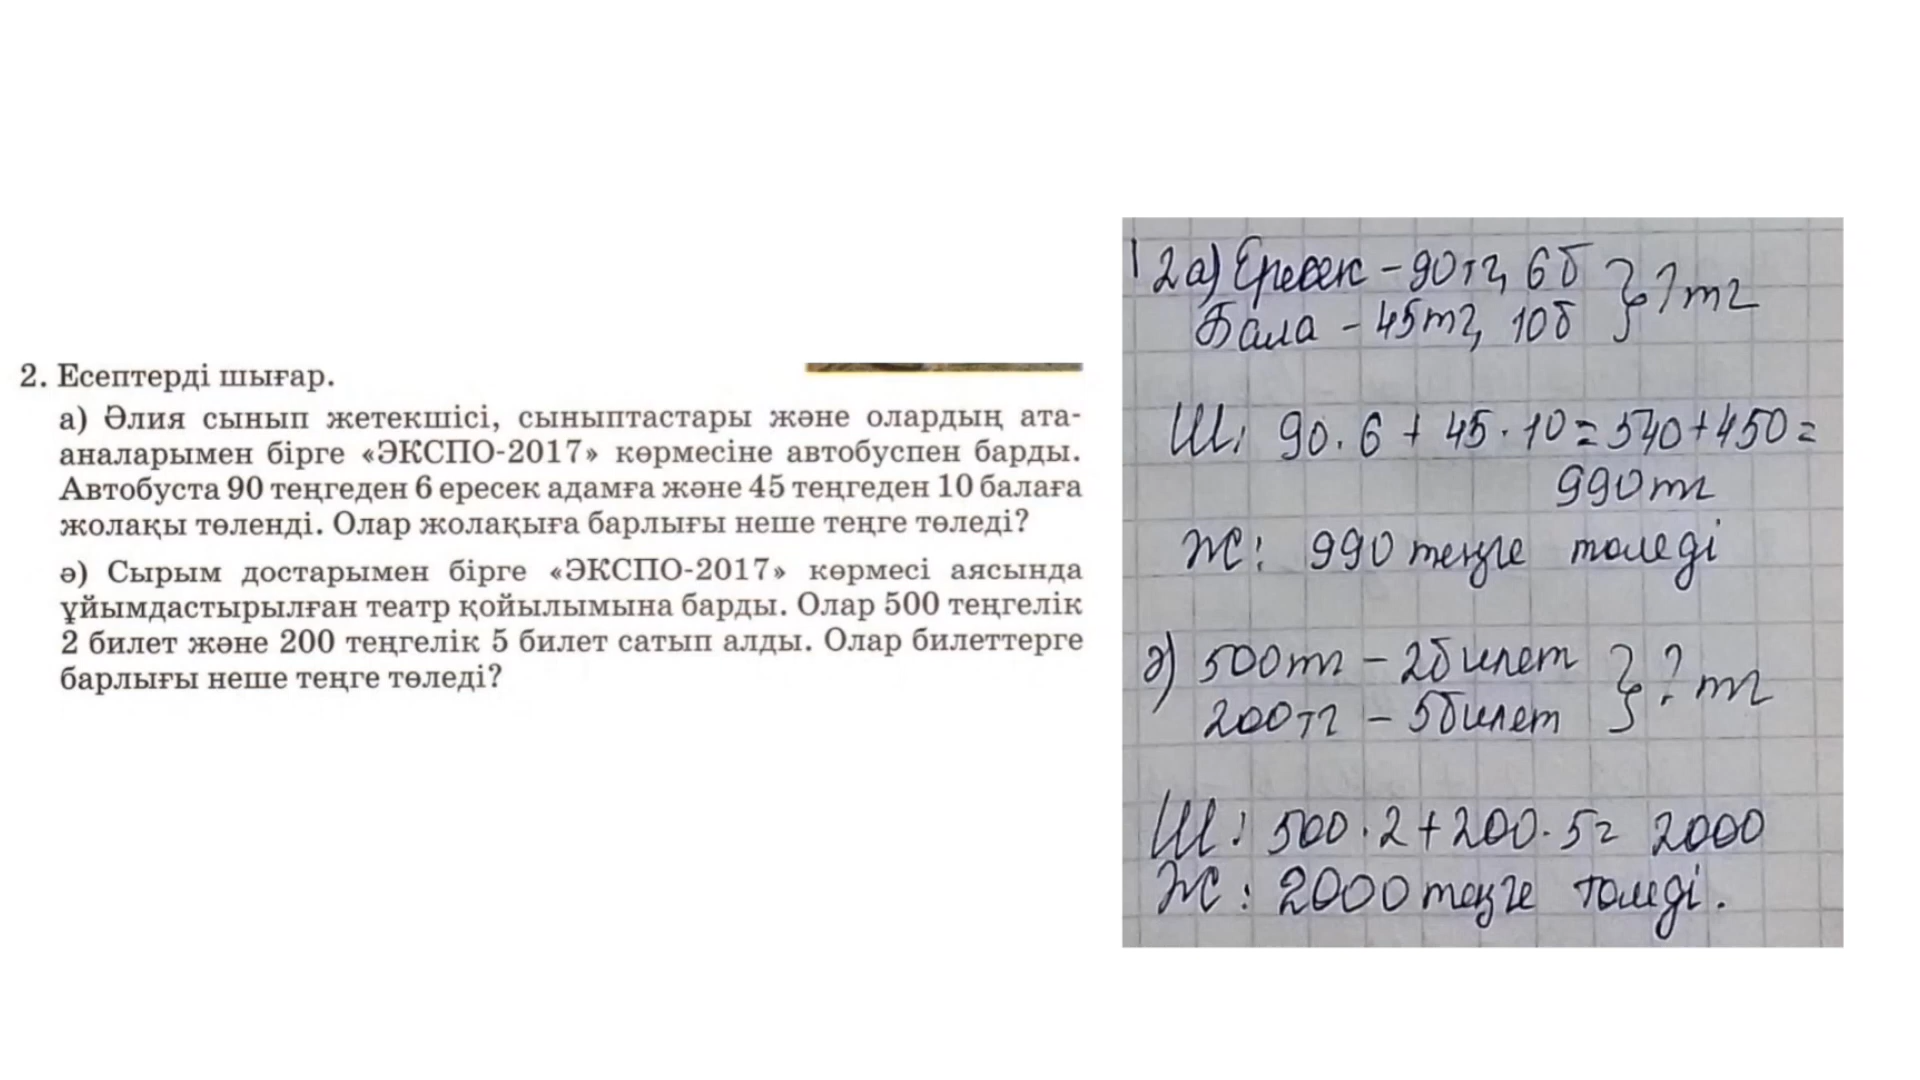 2. Есептерді шығар.
а) Әлия сынып жетекшісі, сыныптастары және олардың ата-
аналарымен бірге «ЭКСПО-2017» көрмесіне автобуспен барды.
Автобуста 90 теңгеден 6 ересек адамға және 45 теңгеден 10 балаға
жолақы төленді. Олар жолақыға барлығы неше теңге төледі?
ә) Сырым достарымен бірге «ЭКСПО-2017» көрмесі аясында
ұйымдастырылған театр қойылымына барды. Олар 500 теңгелік
2 билет және 200 теңгелік 5 билет сатып алды. Олар билеттерге
барлығы неше теңге төледі?
2а) Ересек - 90тг, 6б } ? тг
Бала - 45тг, 10б
Ш: 90 · 6 + 45 · 10 = 540 + 450 =
990тг
Ж: 990 теңге төледі
ә) 500тг - 2билет } ? тг
200тг - 5билет
Ш: 500 · 2 + 200 · 5 = 2000
Ж: 2000 теңге төледі.